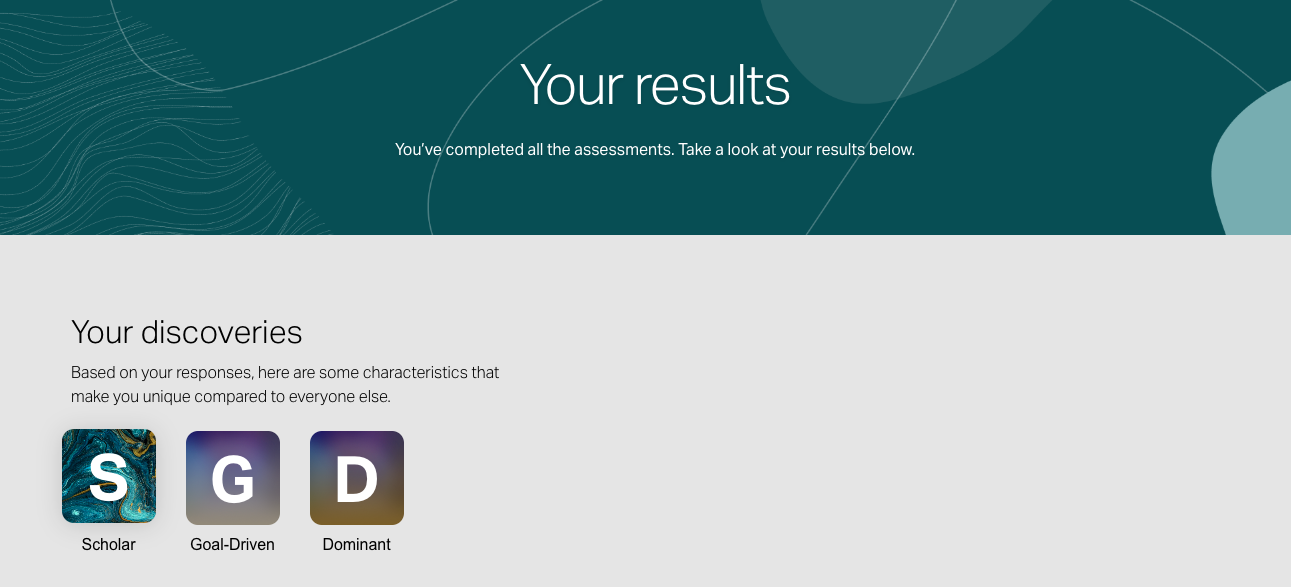 Your results
You’ve completed all the assessments. Take a look at your results below.
Your discoveries
Based on your responses, here are some characteristics that
make you unique compared to everyone else.
S G D
Scholar Goal-Driven Dominant